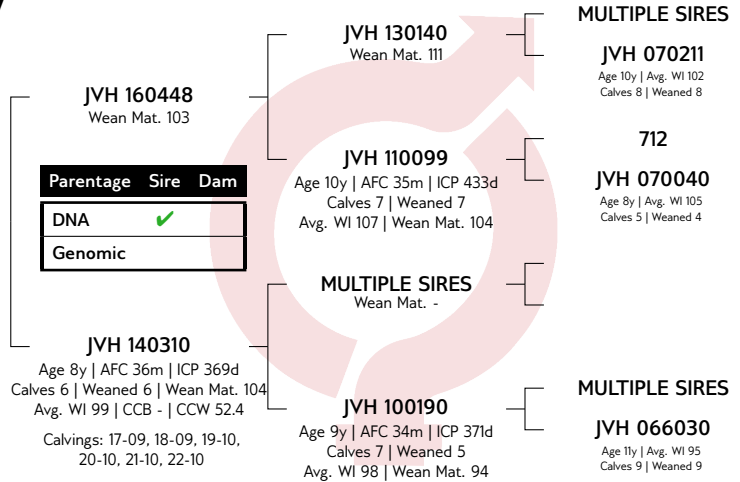 MULTIPLE SIRES
JVH 130140
Wean Mat. 111
JVH 070211
Age 10y | Avg. WI 102
Calves 8 | Weaned 8
JVH 160448
Wean Mat. 103
712
JVH 110099
Age 10y | AFC 35m | ICP 433d
Calves 7 | Weaned 7
Avg. WI 107 | Wean Mat. 104
JVH 070040
Age 8y | Avg. WI 105
Calves 5 | Weaned 4
Parentage Sire Dam
DNA ✔
Genomic
MULTIPLE SIRES
Wean Mat. -
JVH 140310
Age 8y | AFC 36m | ICP 369d
Calves 6 | Weaned 6 | Wean Mat. 104
Avg. WI 99 | CCB - | CCW 52.4
Calvings: 17-09, 18-09, 19-10,
20-10, 21-10, 22-10
MULTIPLE SIRES
JVH 100190
Age 9y | AFC 34m | ICP 371d
Calves 7 | Weaned 5
Avg. WI 98 | Wean Mat. 94
JVH 066030
Age 11y | Avg. WI 95
Calves 9 | Weaned 9